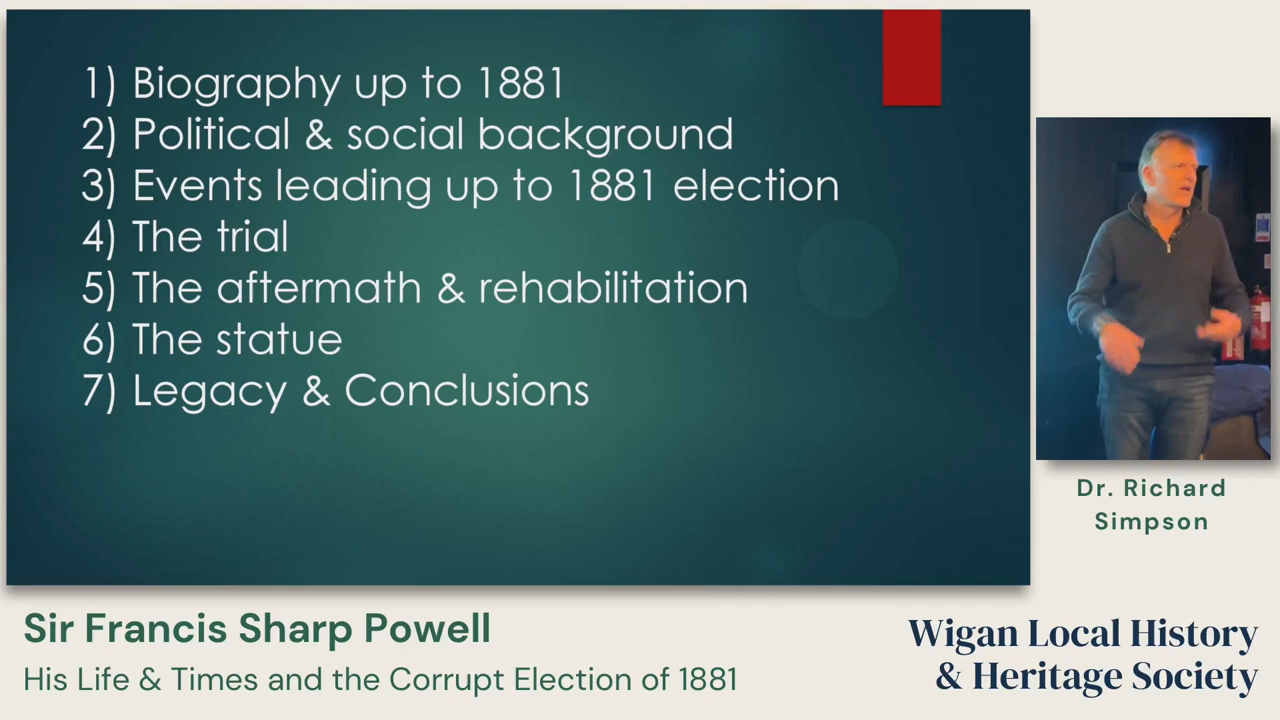 1) Biography up to 1881
2) Political & social background
3) Events leading up to 1881 election
4) The trial
5) The aftermath & rehabilitation
6) The statue
7) Legacy & Conclusions
Dr. Richard
Simpson
Sir Francis Sharp Powell
His Life & Times and the Corrupt Election of 1881
Wigan Local History
& Heritage Society